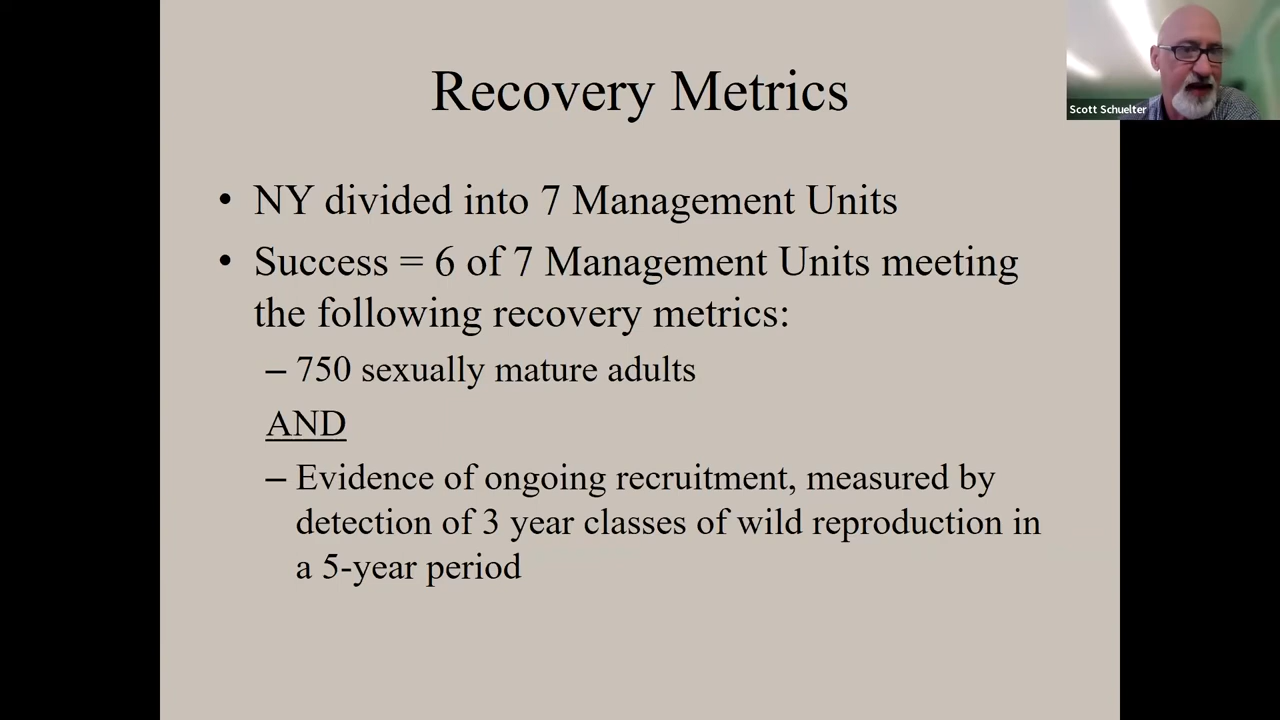 Recovery Metrics
Scott Schuelter
• NY divided into 7 Management Units
• Success = 6 of 7 Management Units meeting
the following recovery metrics:
– 750 sexually mature adults
AND
– Evidence of ongoing recruitment, measured by
detection of 3 year classes of wild reproduction in
a 5-year period